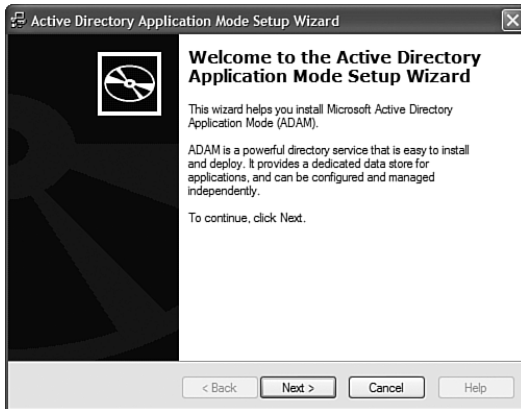 Active Directory Application Mode Setup Wizard
Welcome to the Active Directory
Application Mode Setup Wizard
This wizard helps you install Microsoft Active Directory
Application Mode (ADAM).
ADAM is a powerful directory service that is easy to install
and deploy. It provides a dedicated data store for
applications, and can be configured and managed
independently.
To continue, click Next.
< Back Next > Cancel Help